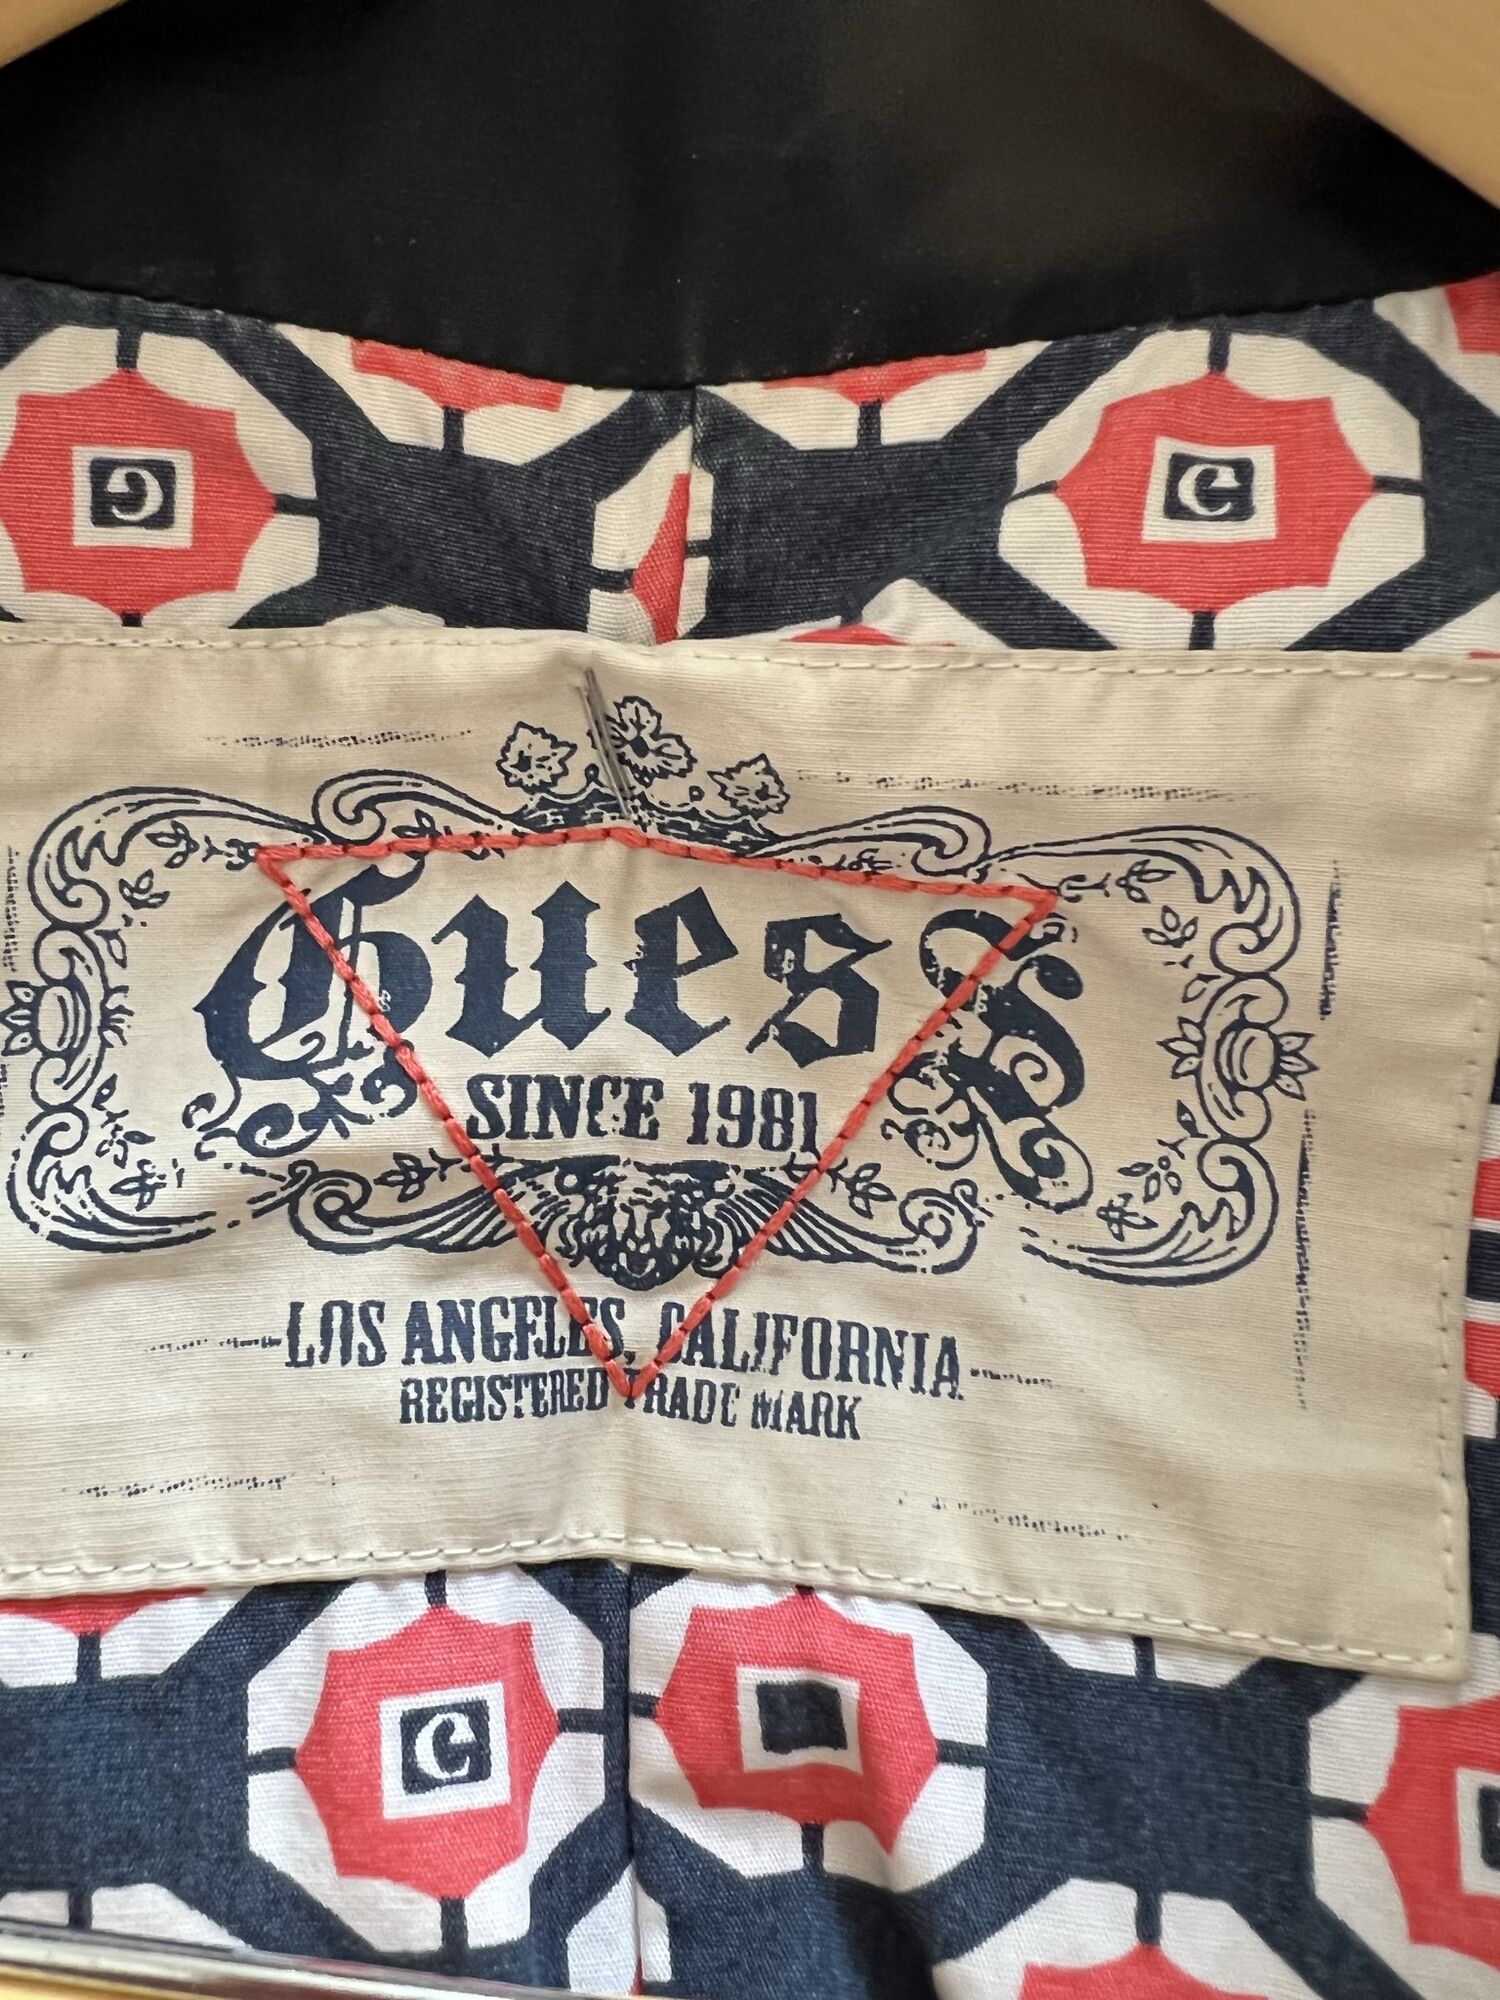 Guess
SINCE 1981
LOS ANGELES, CALIFORNIA
REGISTERED TRADE MARK